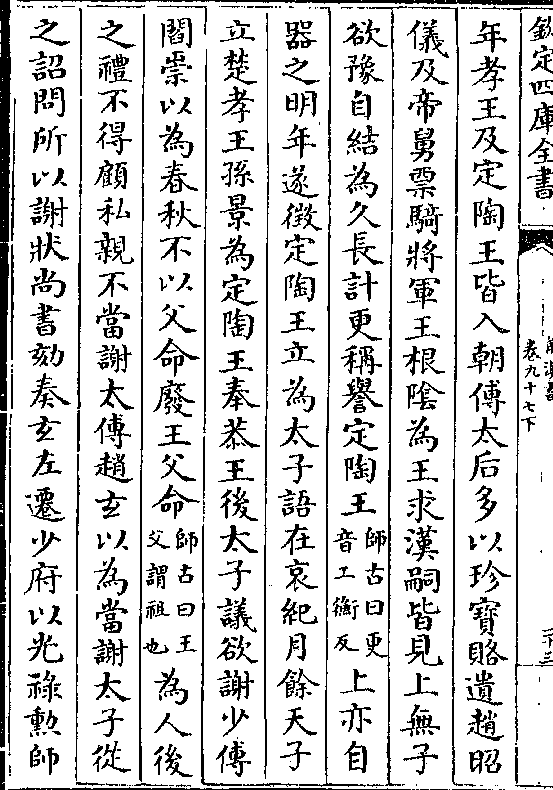 欽定四庫全書
卷九十七下
年孝王及定陶王皆入朝傅太后多以珍寶賂遺趙昭
儀及帝舅票騎將軍王根陰為王求漢嗣皆見上無子
欲豫自結為久長計更稱譽定陶王師古曰更音工衡反上亦自
器之明年遂徵定陶王立為太子語在哀紀月餘天子
立楚孝王孫景為定陶王奉恭王後太子議欲謝少傅
閻崇以為春秋不以父命廢王父命師古曰王父謂祖也為人後
之禮不得顧私親不當謝太傅趙玄以為當謝太子從
之詔問所以謝狀尚書劾奏玄左遷少府以光祿勲師